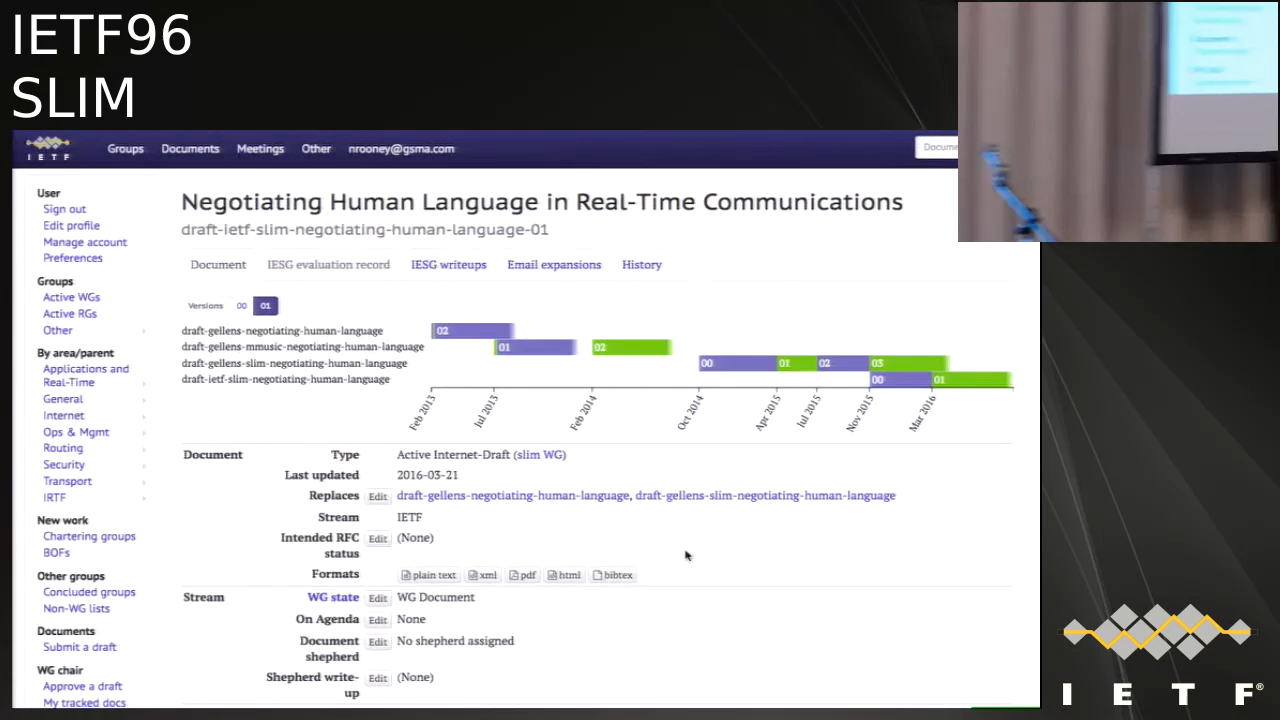 IETF96
SLIM
IETF
Groups Documents Meetings Other nrooney@gsma.com
Docume
User
Sign out
Edit profile
Manage account
Preferences
Groups
Active WGs
Active RGs
Other
By area/parent
Applications and
Real-Time
General
Internet
Ops & Mgmt
Routing
Security
Transport
IRTF
New work
Chartering groups
BOFs
Other groups
Concluded groups
Non-WG lists
Documents
Submit a draft
WG chair
Approve a draft
My tracked docs
Negotiating Human Language in Real-Time Communications
draft-ietf-slim-negotiating-human-language-01
Document IESG evaluation record IESG writeups Email expansions History
Versions 00 01
draft-gellens-negotiating-human-language 02
draft-gellens-mmusic-negotiating-human-language 01 02
draft-gellens-slim-negotiating-human-language 00 01 02 03
draft-ietf-slim-negotiating-human-language 00 01
Feb 2013 Jul 2013 Feb 2014 Oct 2014 Apr 2015 Jul 2015 Nov 2015 Mar 2016
Document Type Active Internet-Draft (slim WG)
Last updated 2016-03-21
Replaces Edit draft-gellens-negotiating-human-language, draft-gellens-slim-negotiating-human-language
Stream IETF
Intended RFC Edit (None)
status
Formats plain text xml pdf html bibtex
Stream WG state Edit WG Document
On Agenda Edit None
Document Edit No shepherd assigned
shepherd
Shepherd write- Edit (None)
up
I E T F®